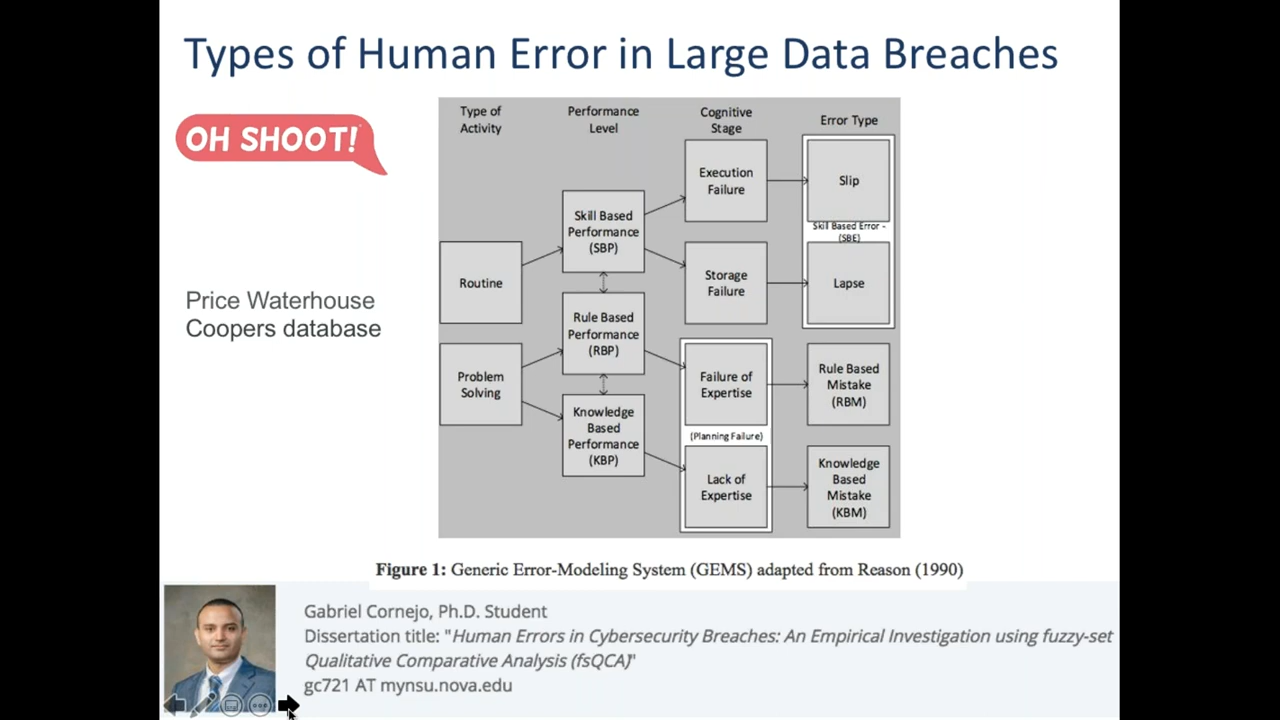 Types of Human Error in Large Data Breaches
OH SHOOT!
Price Waterhouse
Coopers database
Type of
Activity
Performance
Level
Cognitive
Stage
Error Type
Execution
Failure
Slip
Skill Based
Performance
(SBP)
Skill Based Error -
(SBE)
Routine
Storage
Failure
Lapse
Rule Based
Performance
(RBP)
Problem
Solving
Failure of
Expertise
Rule Based
Mistake
(RBM)
Knowledge
Based
Performance
(KBP)
(Planning Failure)
Lack of
Expertise
Knowledge
Based
Mistake
(KBM)
Figure 1: Generic Error-Modeling System (GEMS) adapted from Reason (1990)
Gabriel Cornejo, Ph.D. Student
Dissertation title: "Human Errors in Cybersecurity Breaches: An Empirical Investigation using fuzzy-set
Qualitative Comparative Analysis (fsQCA)"
gc721 AT mynsu.nova.edu